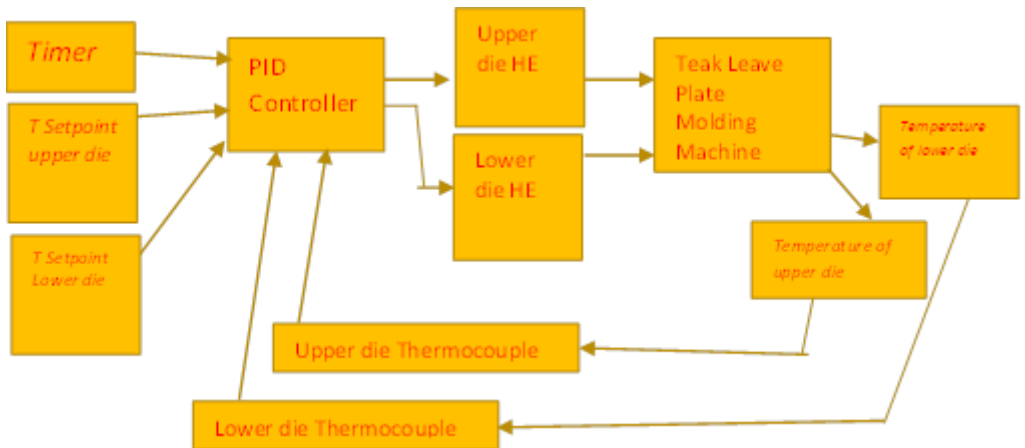 Timer
T Setpoint
upper die
T Setpoint
Lower die
PID
Controller
Upper
die HE
Lower
die HE
Teak Leave
Plate
Molding
Machine
Temperature
of lower die
Temperature of
upper die
Upper die Thermocouple
Lower die Thermocouple